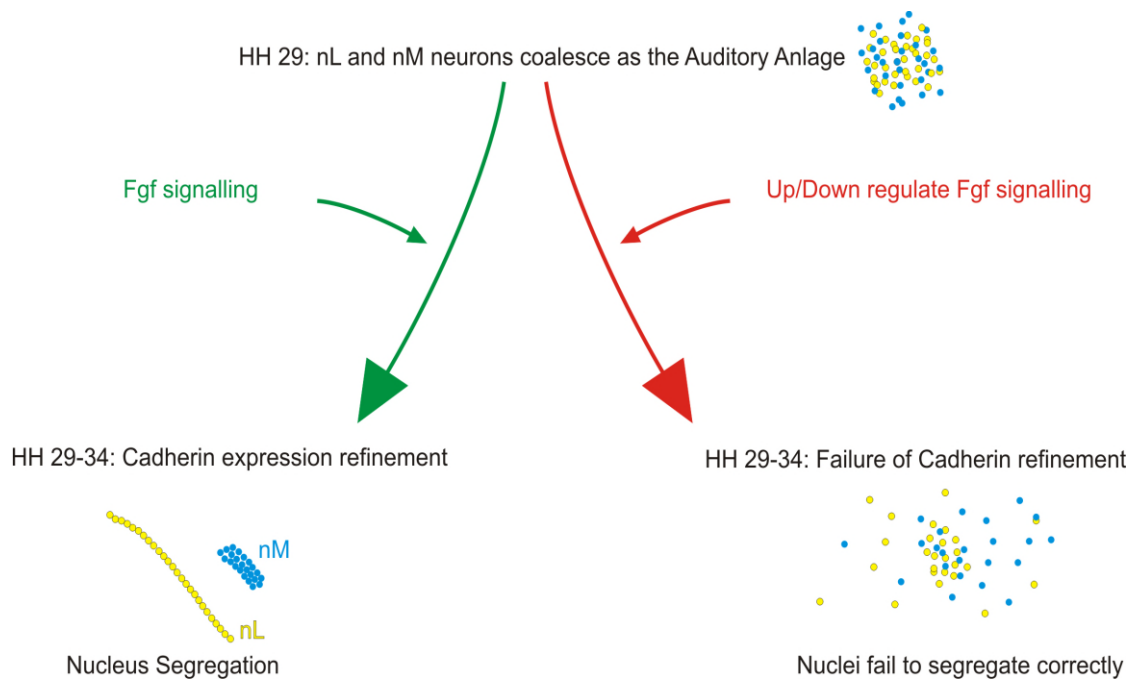 HH 29: nL and nM neurons coalesce as the Auditory Anlage
Fgf signalling
Up/Down regulate Fgf signalling
HH 29-34: Cadherin expression refinement
HH 29-34: Failure of Cadherin refinement
nM
nL
Nucleus Segregation
Nuclei fail to segregate correctly